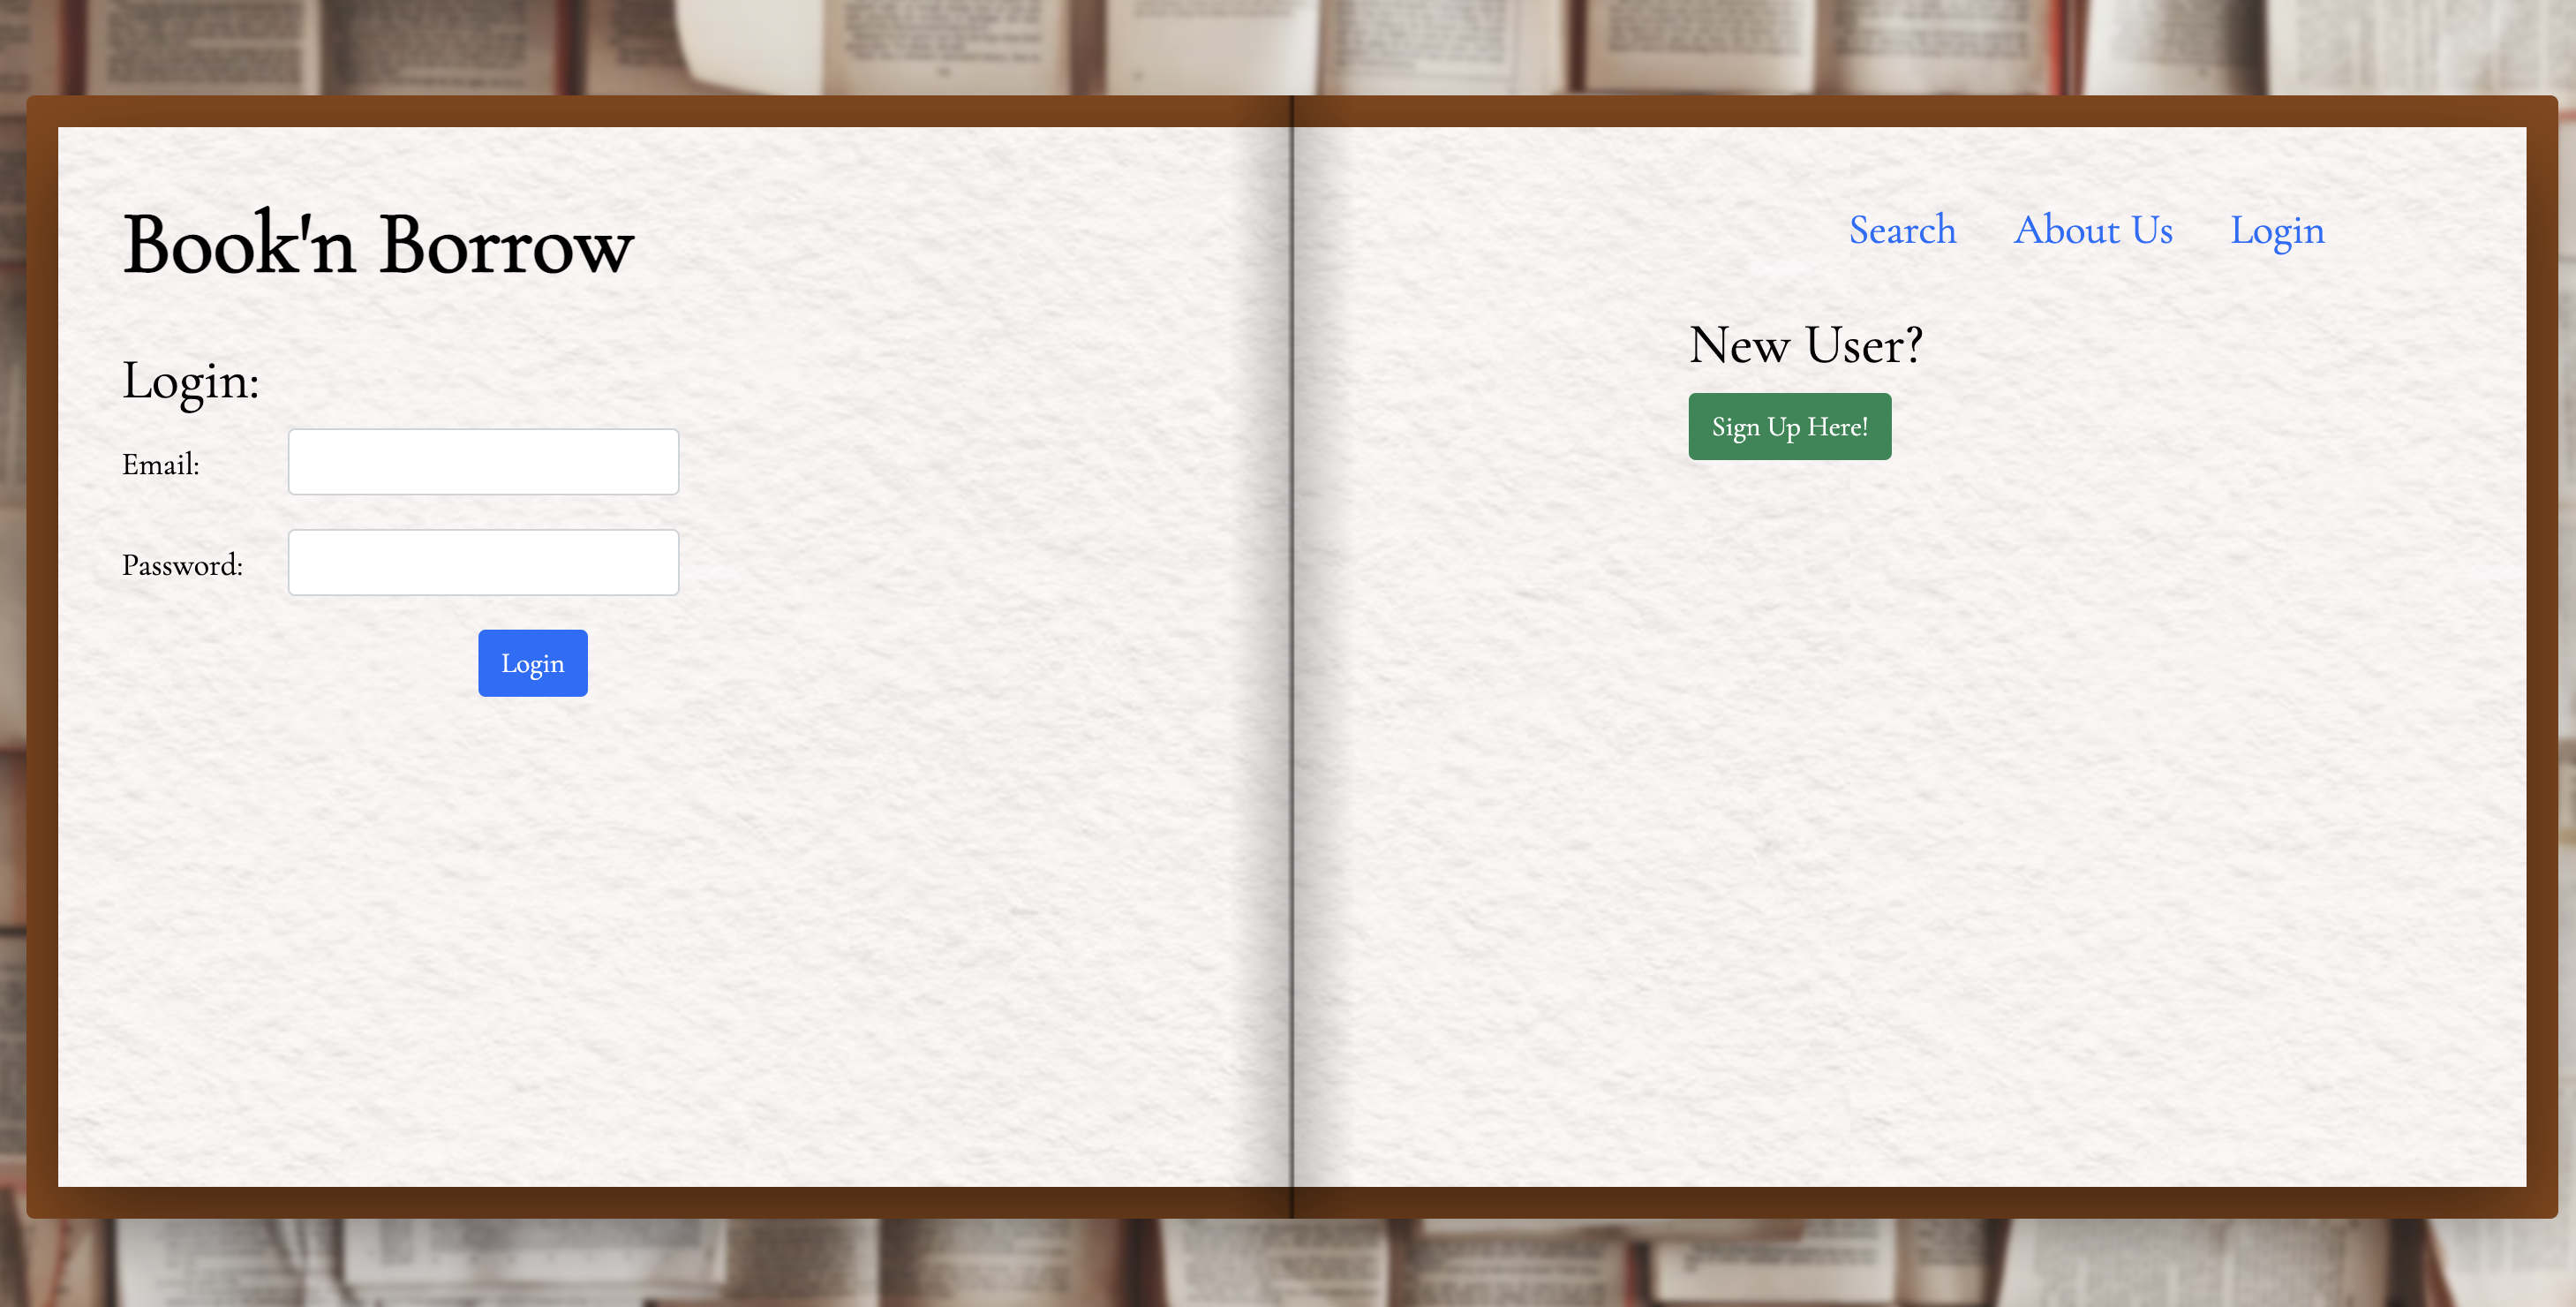 Book'n Borrow
Search About Us Login
Login:
Email:
Password:
Login
New User?
Sign Up Here!